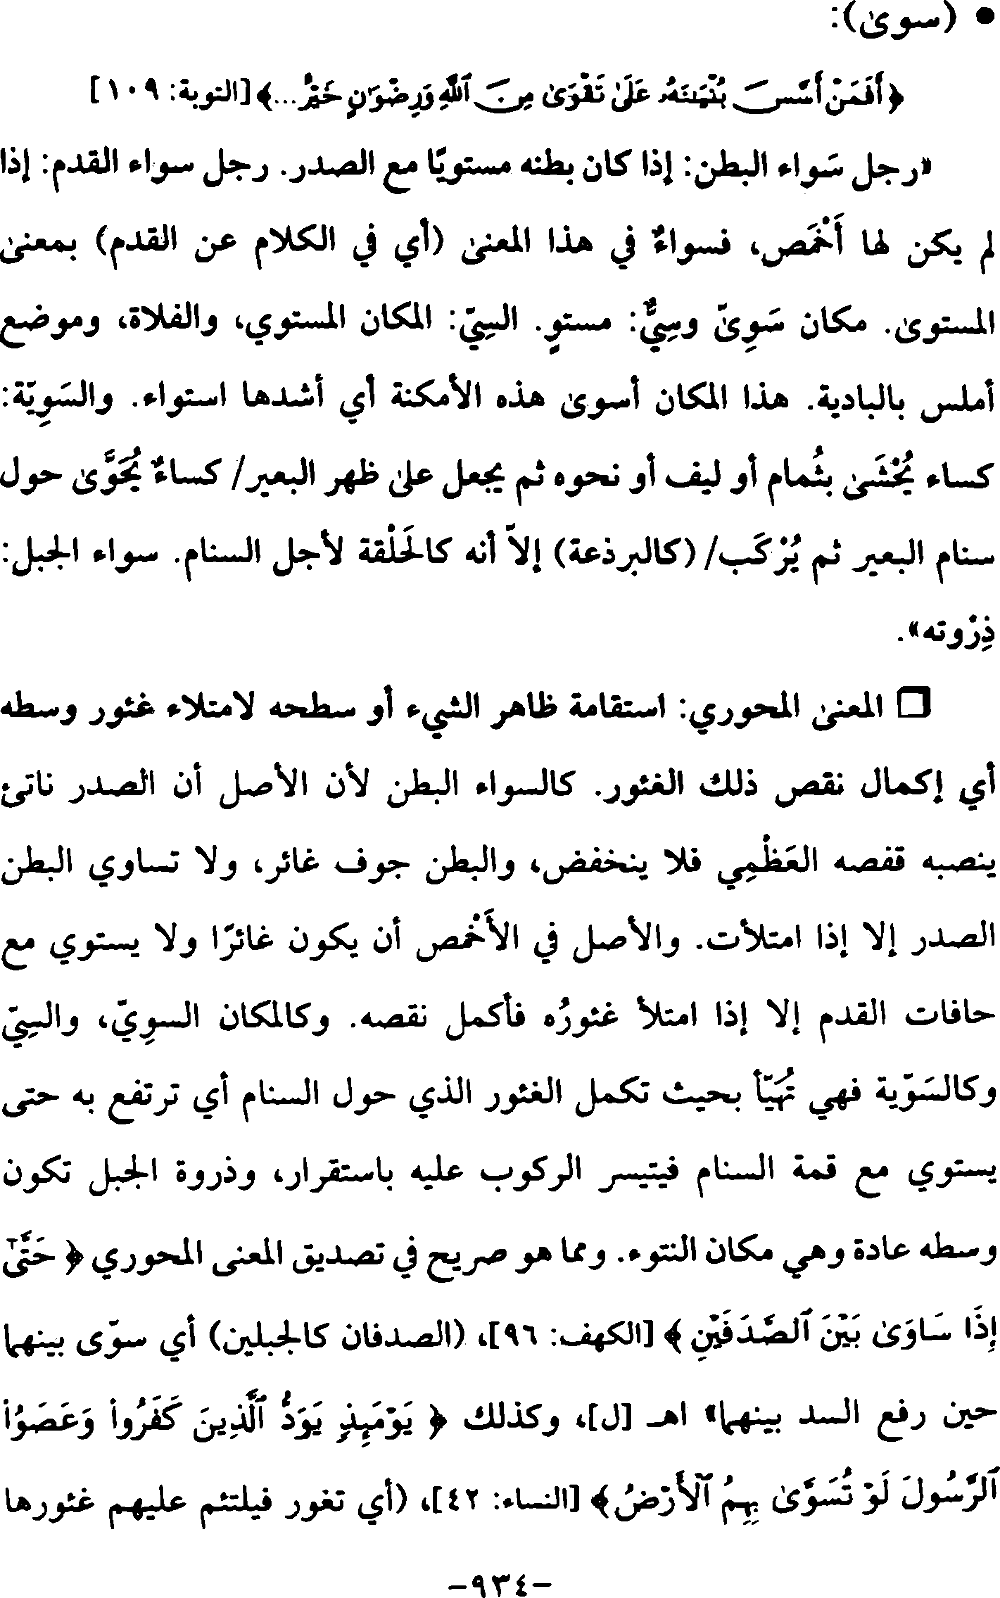 • (سوى):
﴿أَفَمَنْ أَسَّسَ بُنْيَٰنَهُۥ عَلَىٰ تَقْوَىٰ مِنَ ٱللَّهِ وَرِضْوَٰنٍ خَيْرٌ...﴾ [التوبة: ١٠٩]
«رجل سَواء البطن: إذا كان بطنه مستويًا مع الصدر. رجل سواء القدم: إذا
لم يكن لها أَخْمَص، فسواءٌ في هذا المعنىٰ (أي في الكلام عن القدم) بمعنىٰ
المستوىٰ. مكان سَوِىّ وسِيٌّ: مستوٍ. السِيّ: المكان المستوي، والفلاة، وموضع
أملس بالبادية. هذا المكان أسوىٰ هذه الأمكنة أي أشدها استواء. والسَوِيّة:
كساء يُحْشَىٰ بثُمام أو ليف أو نحوه ثم يجعل علىٰ ظهر البعير/ كساءٌ يُحَوَّىٰ حول
سنام البعير ثم يُرْكَب/ (كالبرذعة) إلاّ أنه كالحَلْقة لأجل السنام. سواء الجبل:
ذِرْوته».
❒ المعنىٰ المحوري: استقامة ظاهر الشيء أو سطحه لامتلاء غئور وسطه
أي إكمال نقص ذلك الغئور. كالسواء البطن لأن الأصل أن الصدر ناتئ
ينصبه قفصه العَظْمِي فلا ينخفض، والبطن جوف غائر، ولا تساوي البطن
الصدر إلا إذا امتلأت. والأصل في الأَخْمص أن يكون غائرًا ولا يستوي مع
حافات القدم إلا إذا امتلأ غئورُه فأكمل نقصه. وكالمكان السوِيّ، والسِيّ
وكالسَوّية فهي تُهَيّأ بحيث تكمل الغئور الذي حول السنام أي ترتفع به حتى
يستوي مع قمة السنام فيتيسر الركوب عليه باستقرار، وذروة الجبل تكون
وسطه عادة وهي مكان النتوء. ومما هو صريح في تصديق المعنى المحوري ﴿حَتَّىٰٓ
إِذَا سَاوَىٰ بَيْنَ ٱلصَّدَفَيْنِ﴾ [الكهف: ٩٦]، (الصدفان كالجبلين) أي سوّى بينهما
حين رفع السد بينهما» اهـ [ل]، وكذلك ﴿يَوْمَئِذٍ يَوَدُّ ٱلَّذِينَ كَفَرُوا۟ وَعَصَوُا۟
ٱلرَّسُولَ لَوْ تُسَوَّىٰ بِهِمُ ٱلْأَرْضُ﴾ [النساء: ٤٢]، (أي تغور فيلتئم عليهم غئورها
-٩٣٤-